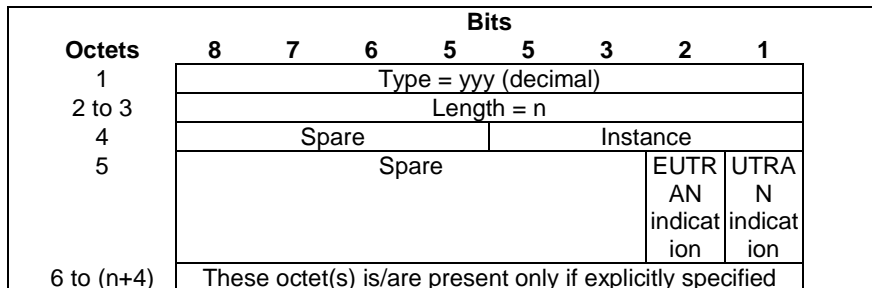 Bits
Octets 8 7 6 5 5 3 2 1
1 Type = yyy (decimal)
2 to 3 Length = n
4 Spare Instance
5 Spare EUTR UTRA
AN N
indicat indicat
ion ion
6 to (n+4) These octet(s) is/are present only if explicitly specified